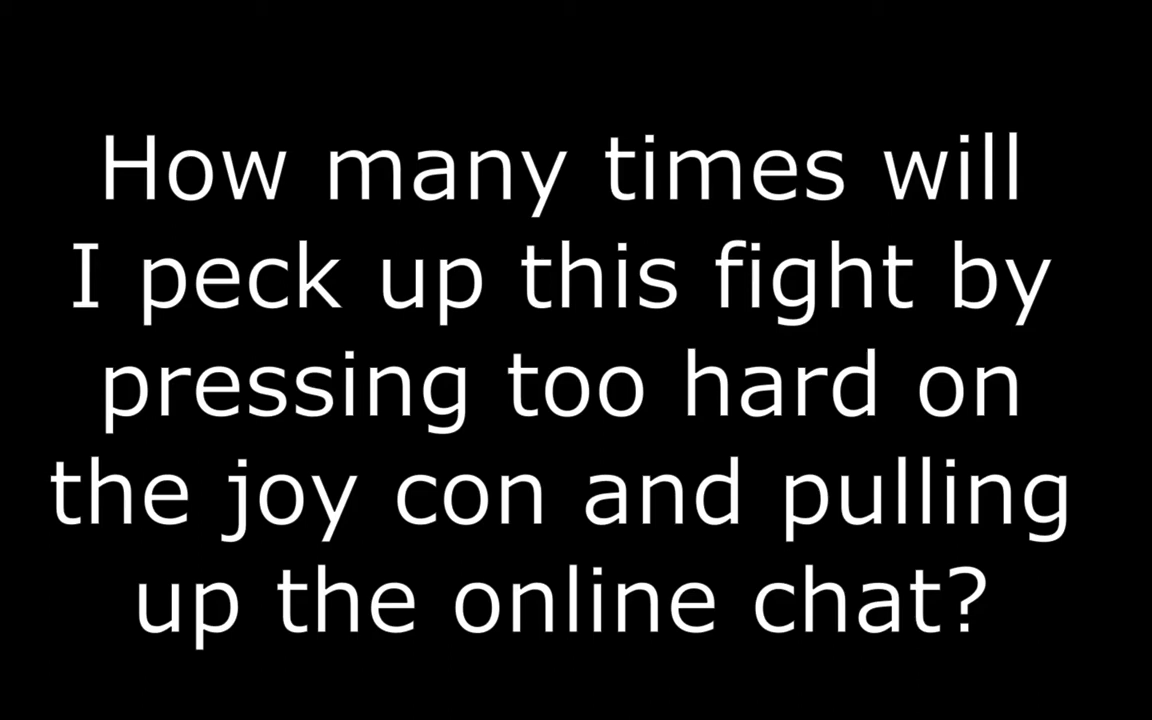 How many times will
I peck up this fight by
pressing too hard on
the joy con and pulling
up the online chat?